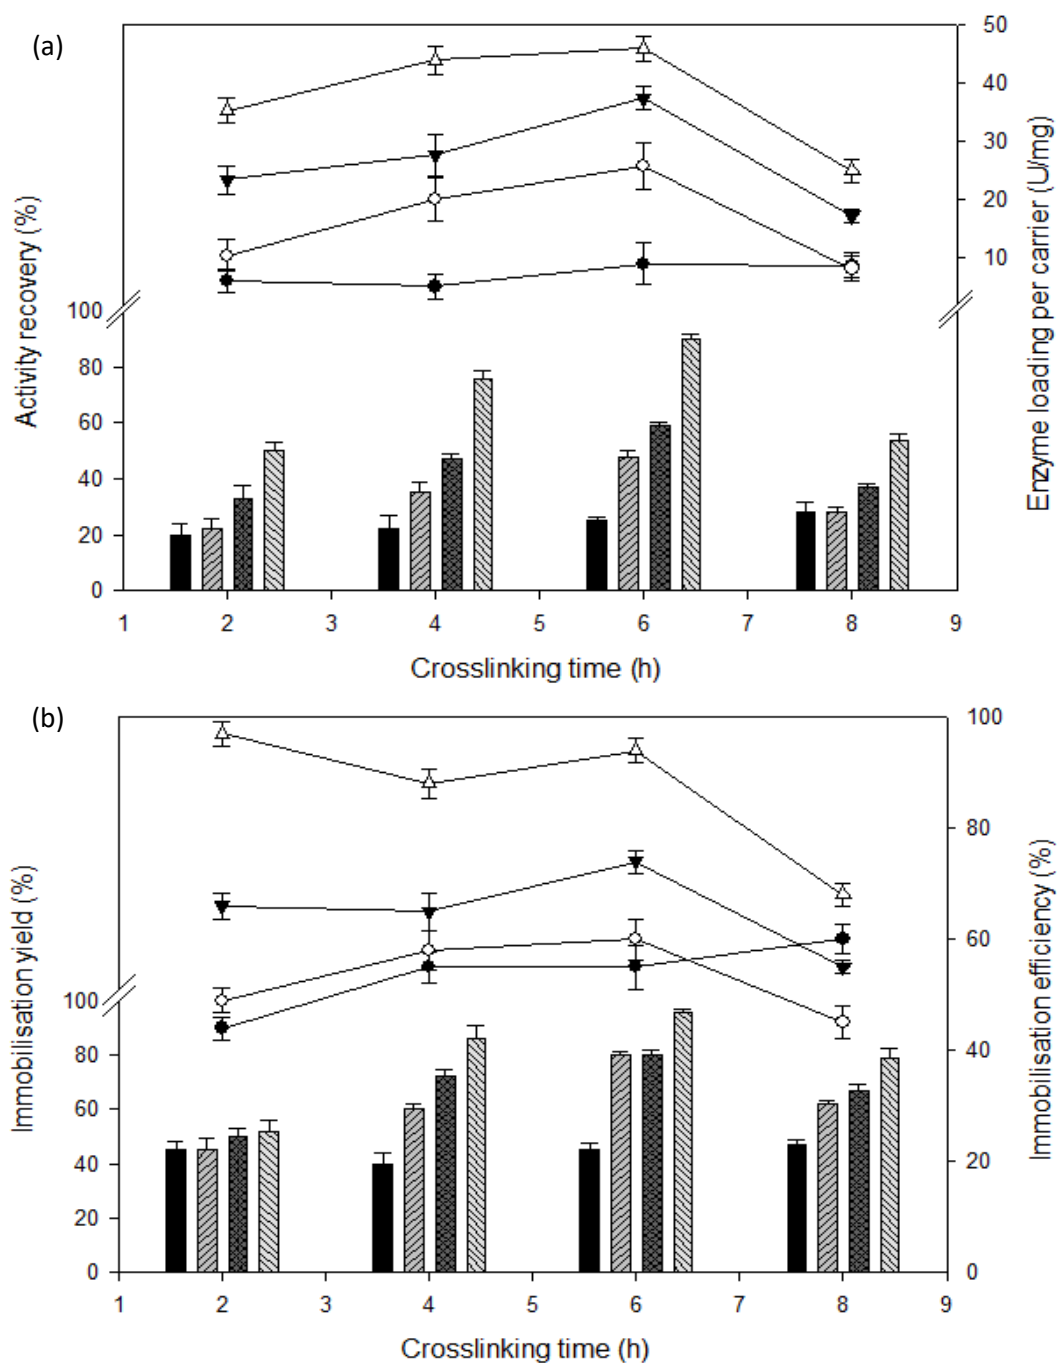 (a)
Activity recovery (%)
100
80
60
40
20
0
50
40
30
20
10
Enzyme loading per carrier (U/mg)
1 2 3 4 5 6 7 8 9
Crosslinking time (h)
(b)
Immobilisation yield (%)
100
80
60
40
20
0
100
80
60
40
20
0
Immobilisation efficiency (%)
1 2 3 4 5 6 7 8 9
Crosslinking time (h)